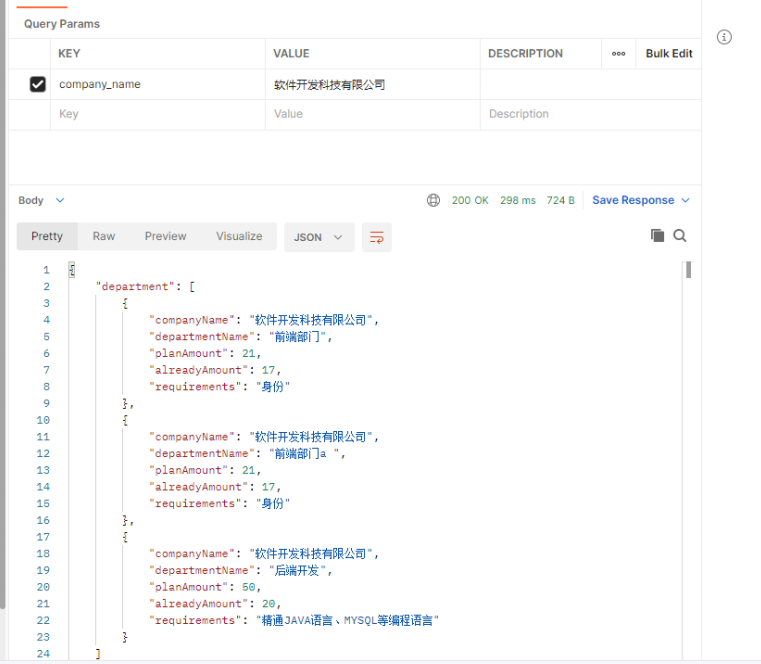 Query Params
KEY VALUE DESCRIPTION ooo Bulk Edit
company_name 软件开发科技有限公司
Key Value Description
Body 200 OK 298 ms 724 B Save Response
Pretty Raw Preview Visualize JSON
1 {
2 "department": [
3 {
4 "companyName": "软件开发科技有限公司",
5 "departmentName": "前端部门",
6 "planAmount": 21,
7 "alreadyAmount": 17,
8 "requirements": "身份"
9 },
10 {
11 "companyName": "软件开发科技有限公司",
12 "departmentName": "前端部门a ",
13 "planAmount": 21,
14 "alreadyAmount": 17,
15 "requirements": "身份"
16 },
17 {
18 "companyName": "软件开发科技有限公司",
19 "departmentName": "后端开发",
20 "planAmount": 50,
21 "alreadyAmount": 20,
22 "requirements": "精通JAVA语言、MYSQL等编程语言"
23 }
24 ]